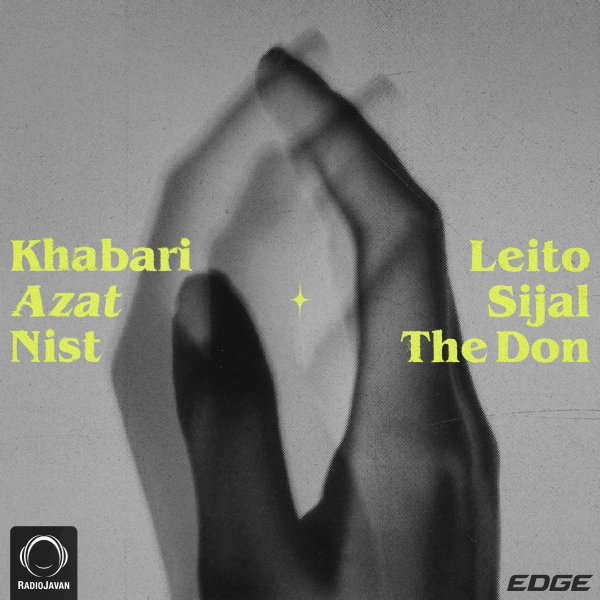 Khabari
Azat
Nist
Leito
Sijal
The Don
RADIOJAVAN
EDGE